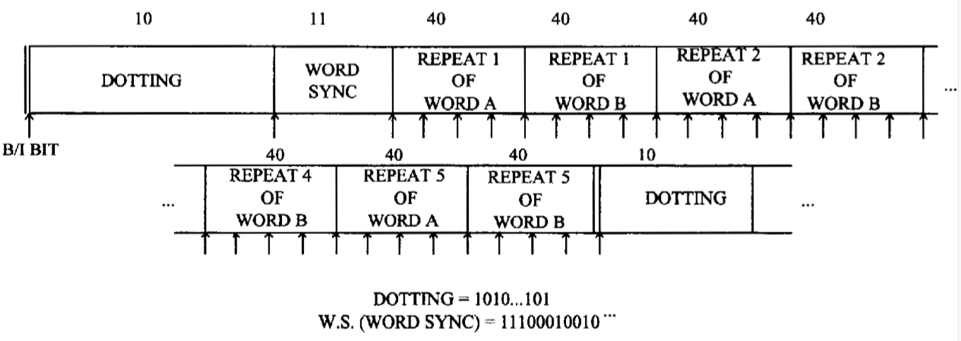 10 11 40 40 40 40
DOTTING WORD SYNC REPEAT 1 OF WORD A REPEAT 1 OF WORD B REPEAT 2 OF WORD A REPEAT 2 OF WORD B ...
B/I BIT
40 40 40 10
... REPEAT 4 OF WORD B REPEAT 5 OF WORD A REPEAT 5 OF WORD B DOTTING ...
DOTTING = 1010...101
W.S. (WORD SYNC) = 11100010010 ...